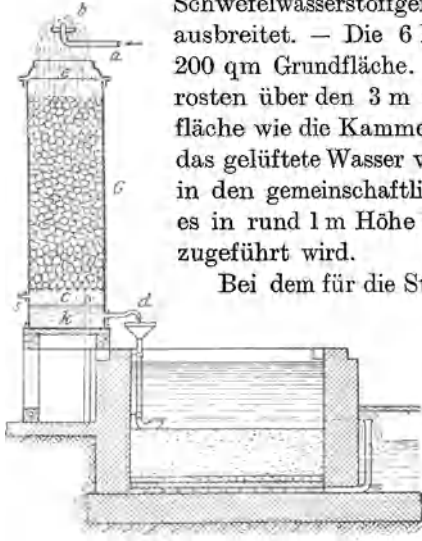 b
Schwefelwasserstoffge
ausbreitet. — Die 6
a
200 qm Grundfläche.
c
rosten über den 3 m
fläche wie die Kamme
G
das gelüftete Wasser
in den gemeinschaftli
es in rund 1 m Höhe
zugeführt wird.
Bei dem für die St
s c d
k